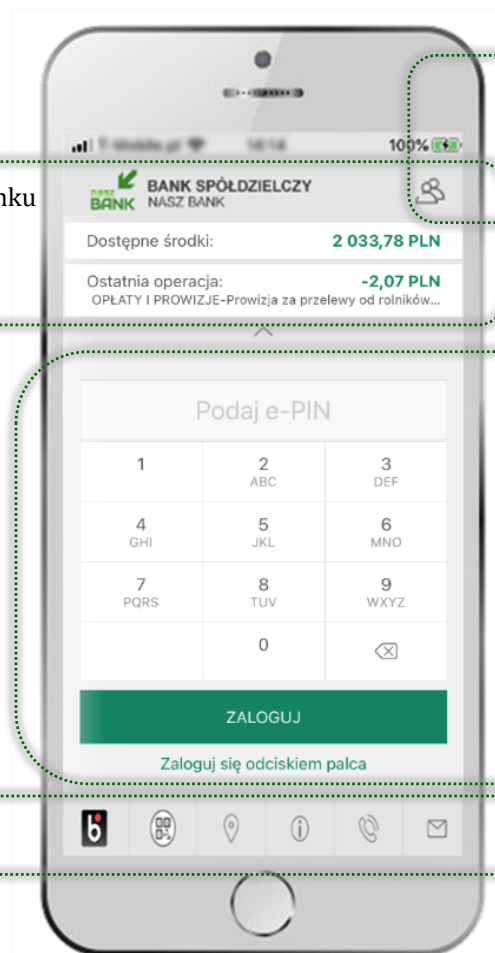 100%
nku
nasz
BANK
BANK SPÓŁDZIELCZY
NASZ BANK
Dostępne środki: 2 033,78 PLN
Ostatnia operacja: -2,07 PLN
OPŁATY I PROWIZJE-Prowizja za przelewy od rolników...
Podaj e-PIN
1 2 3
ABC DEF
4 5 6
GHI JKL MNO
7 8 9
PQRS TUV WXYZ
0
ZALOGUJ
Zaloguj się odciskiem palca